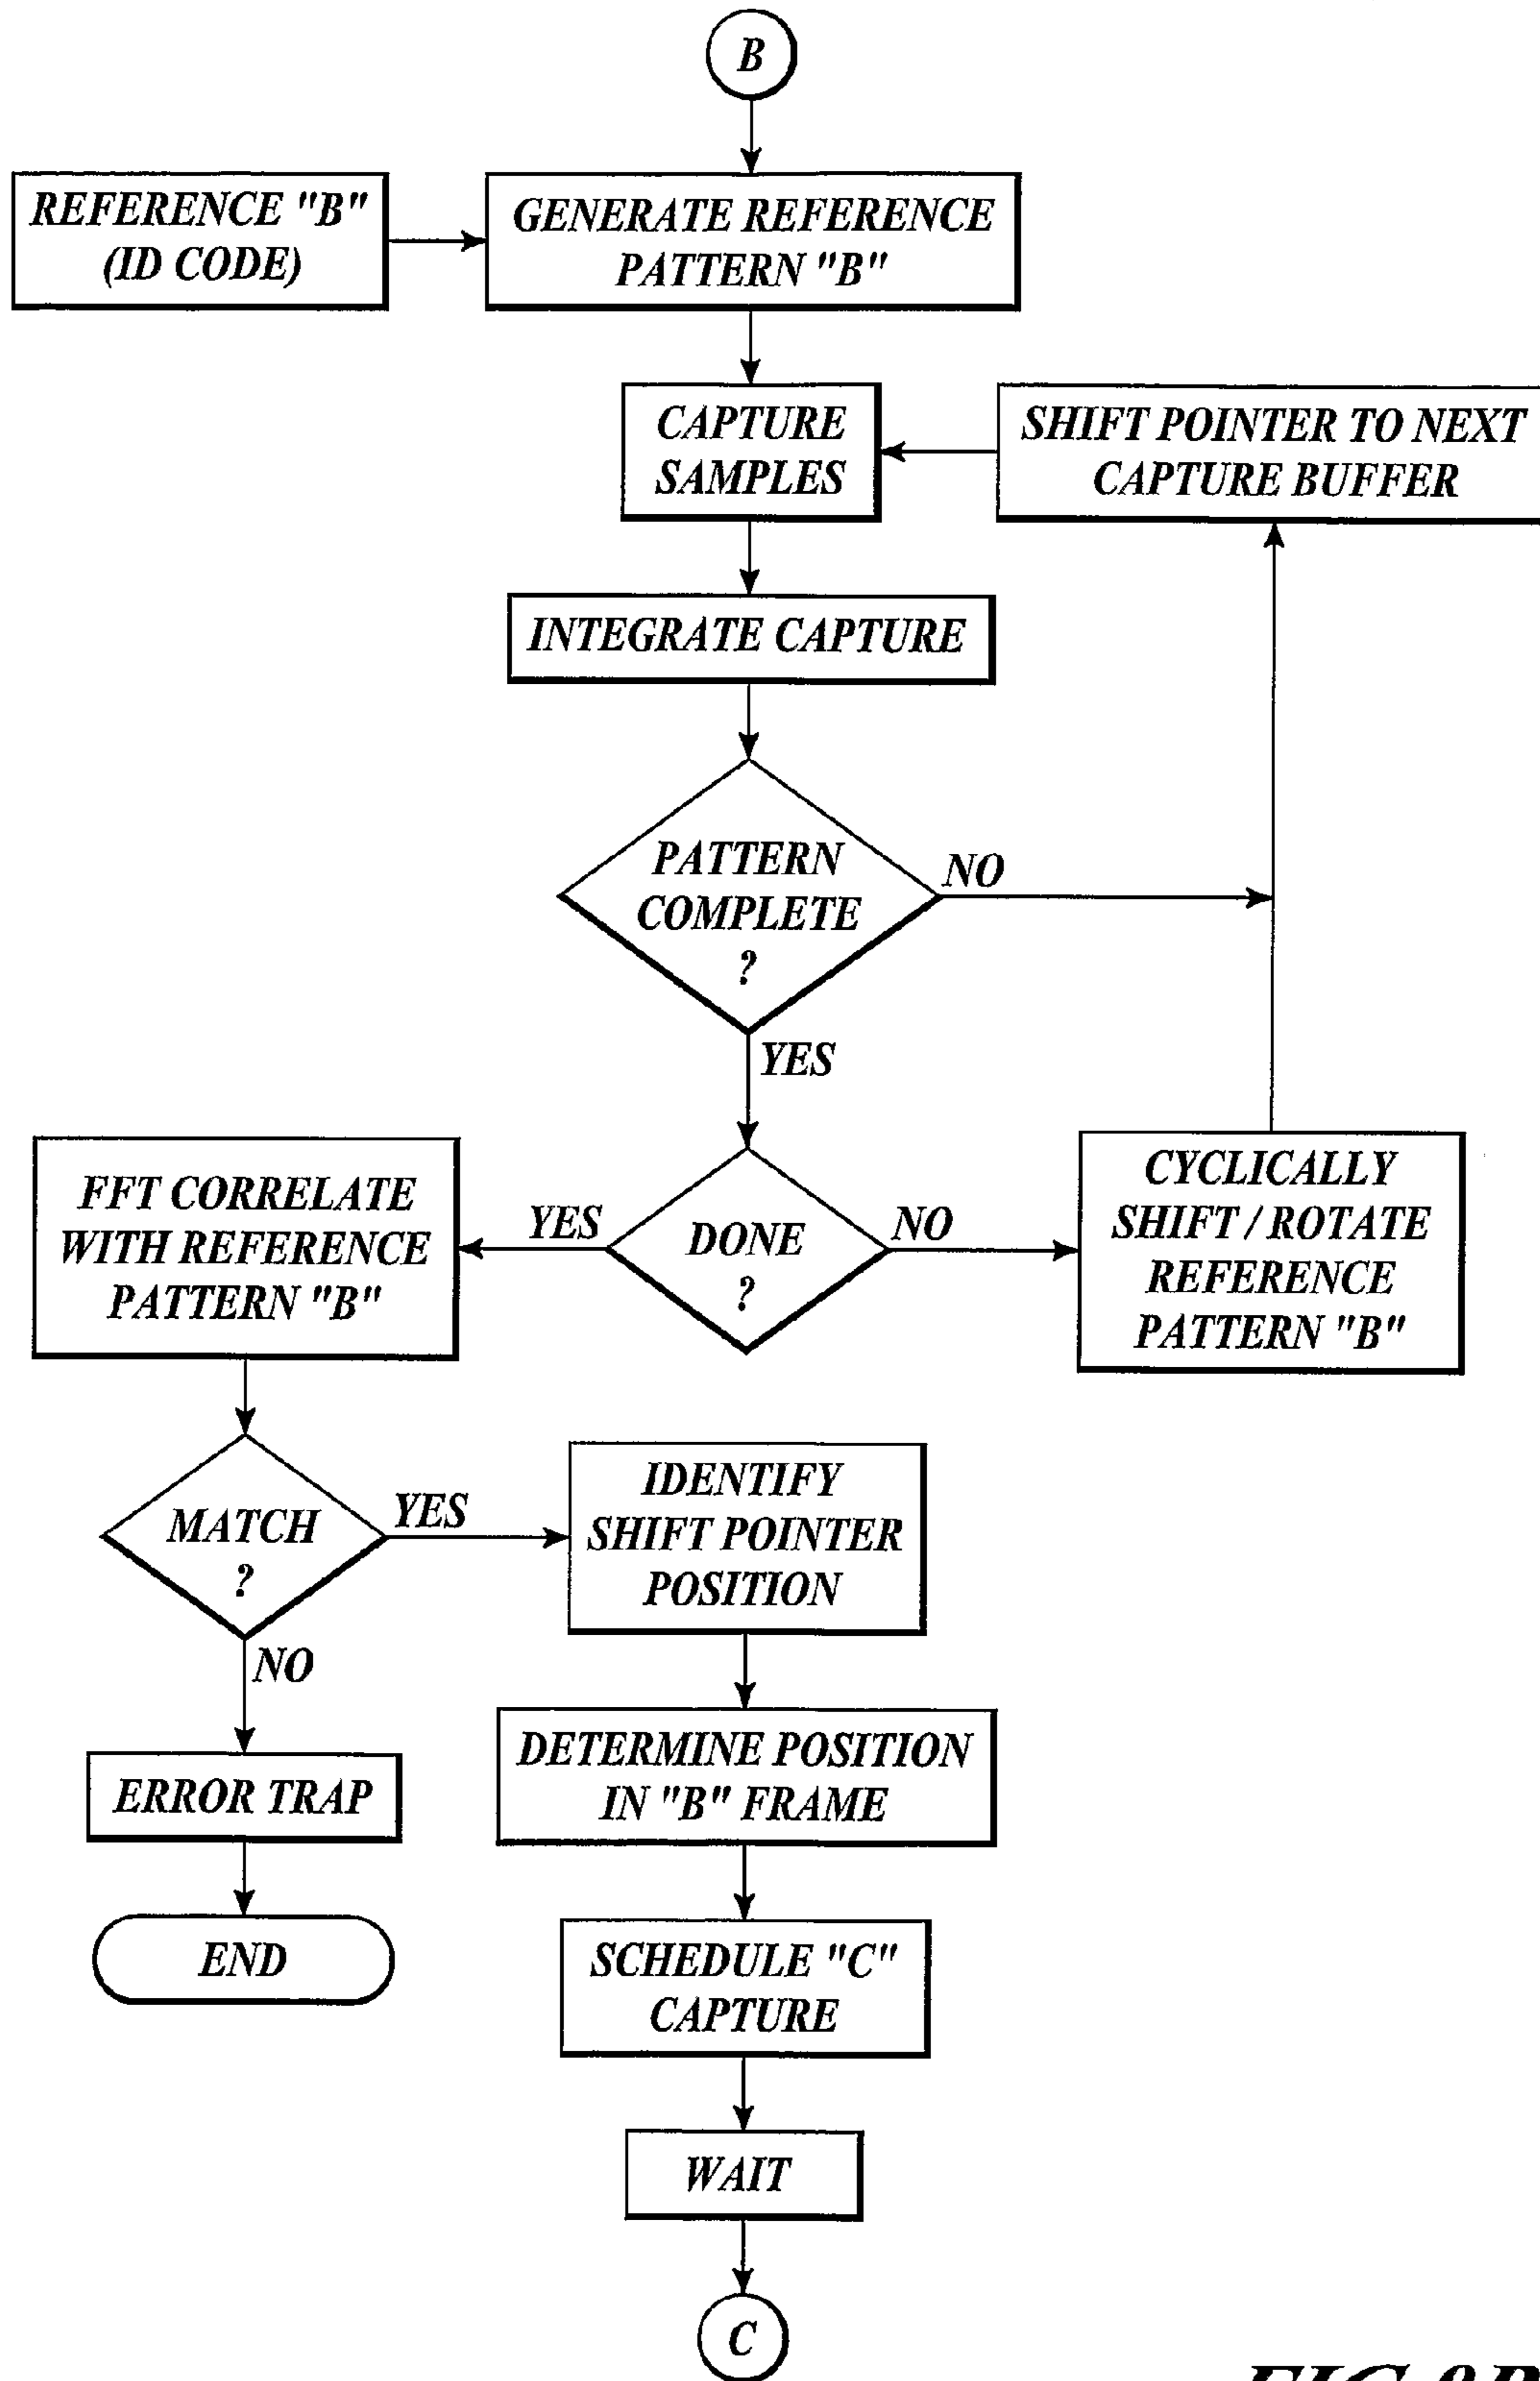 B
REFERENCE "B"
(ID CODE)
GENERATE REFERENCE
PATTERN "B"
CAPTURE
SAMPLES
SHIFT POINTER TO NEXT
CAPTURE BUFFER
INTEGRATE CAPTURE
PATTERN
COMPLETE
?
NO
YES
FFT CORRELATE
WITH REFERENCE
PATTERN "B"
YES
DONE
?
NO
CYCLICALLY
SHIFT / ROTATE
REFERENCE
PATTERN "B"
MATCH
?
YES
NO
IDENTIFY
SHIFT POINTER
POSITION
DETERMINE POSITION
IN "B" FRAME
ERROR TRAP
END
SCHEDULE "C"
CAPTURE
WAIT
C